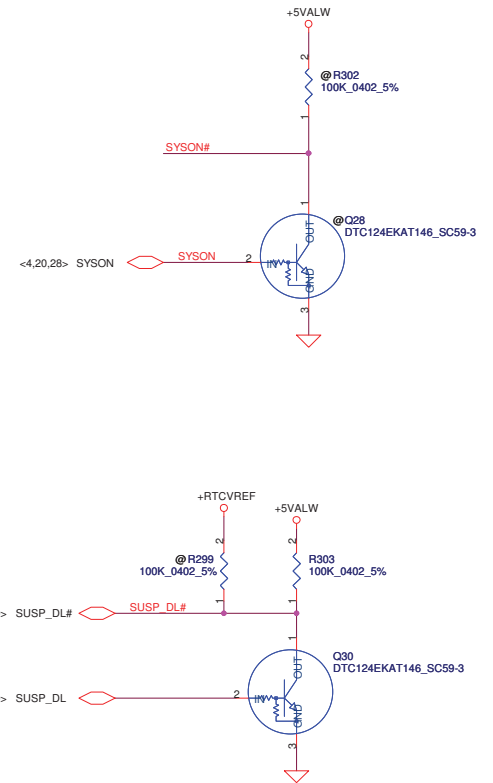 +5VALW
2
@R302
100K_0402_5%
1
SYSON#
1
@Q28
DTC124EKAT146_SC59-3
OUT
<4,20,28> SYSON
SYSON
2
IN
GND
3
+RTCVREF
+5VALW
2
2
@R299
100K_0402_5%
R303
100K_0402_5%
1
1
> SUSP_DL#
SUSP_DL#
1
Q30
DTC124EKAT146_SC59-3
OUT
> SUSP_DL
2
IN
GND
3